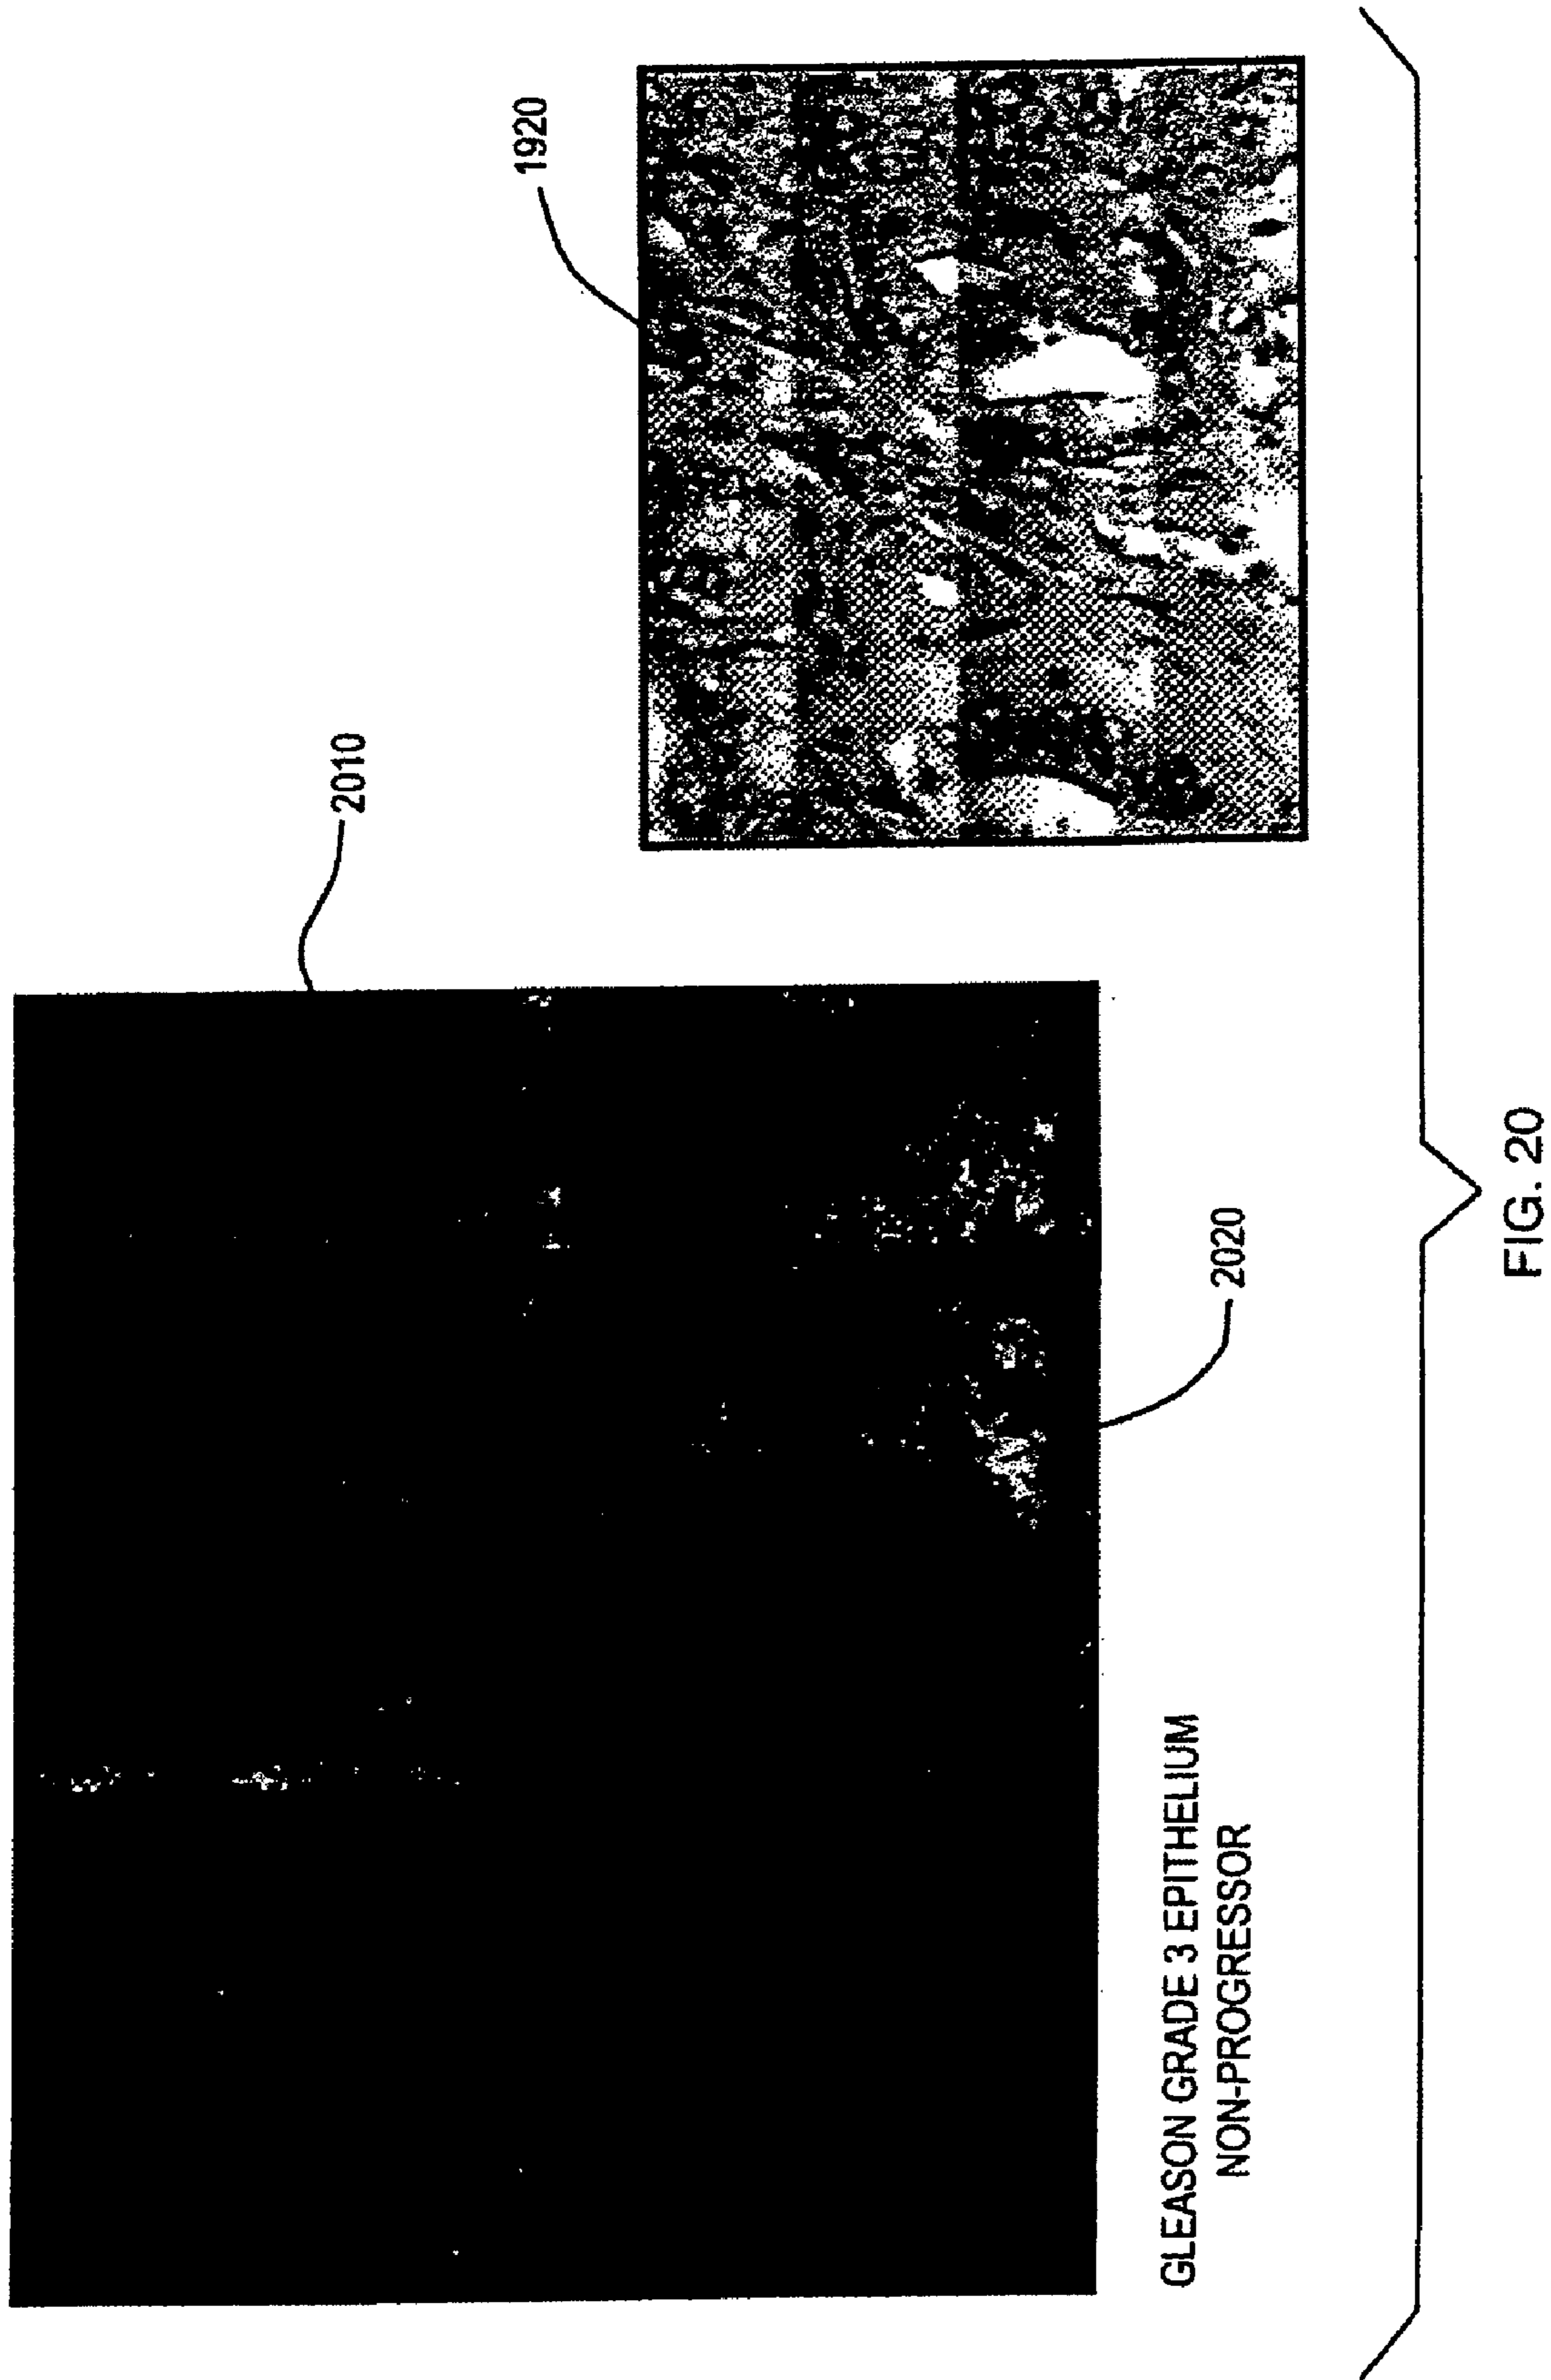 2010
1920
2020
GLEASON GRADE 3 EPITHELIUM
NON-PROGRESSOR
FIG. 20